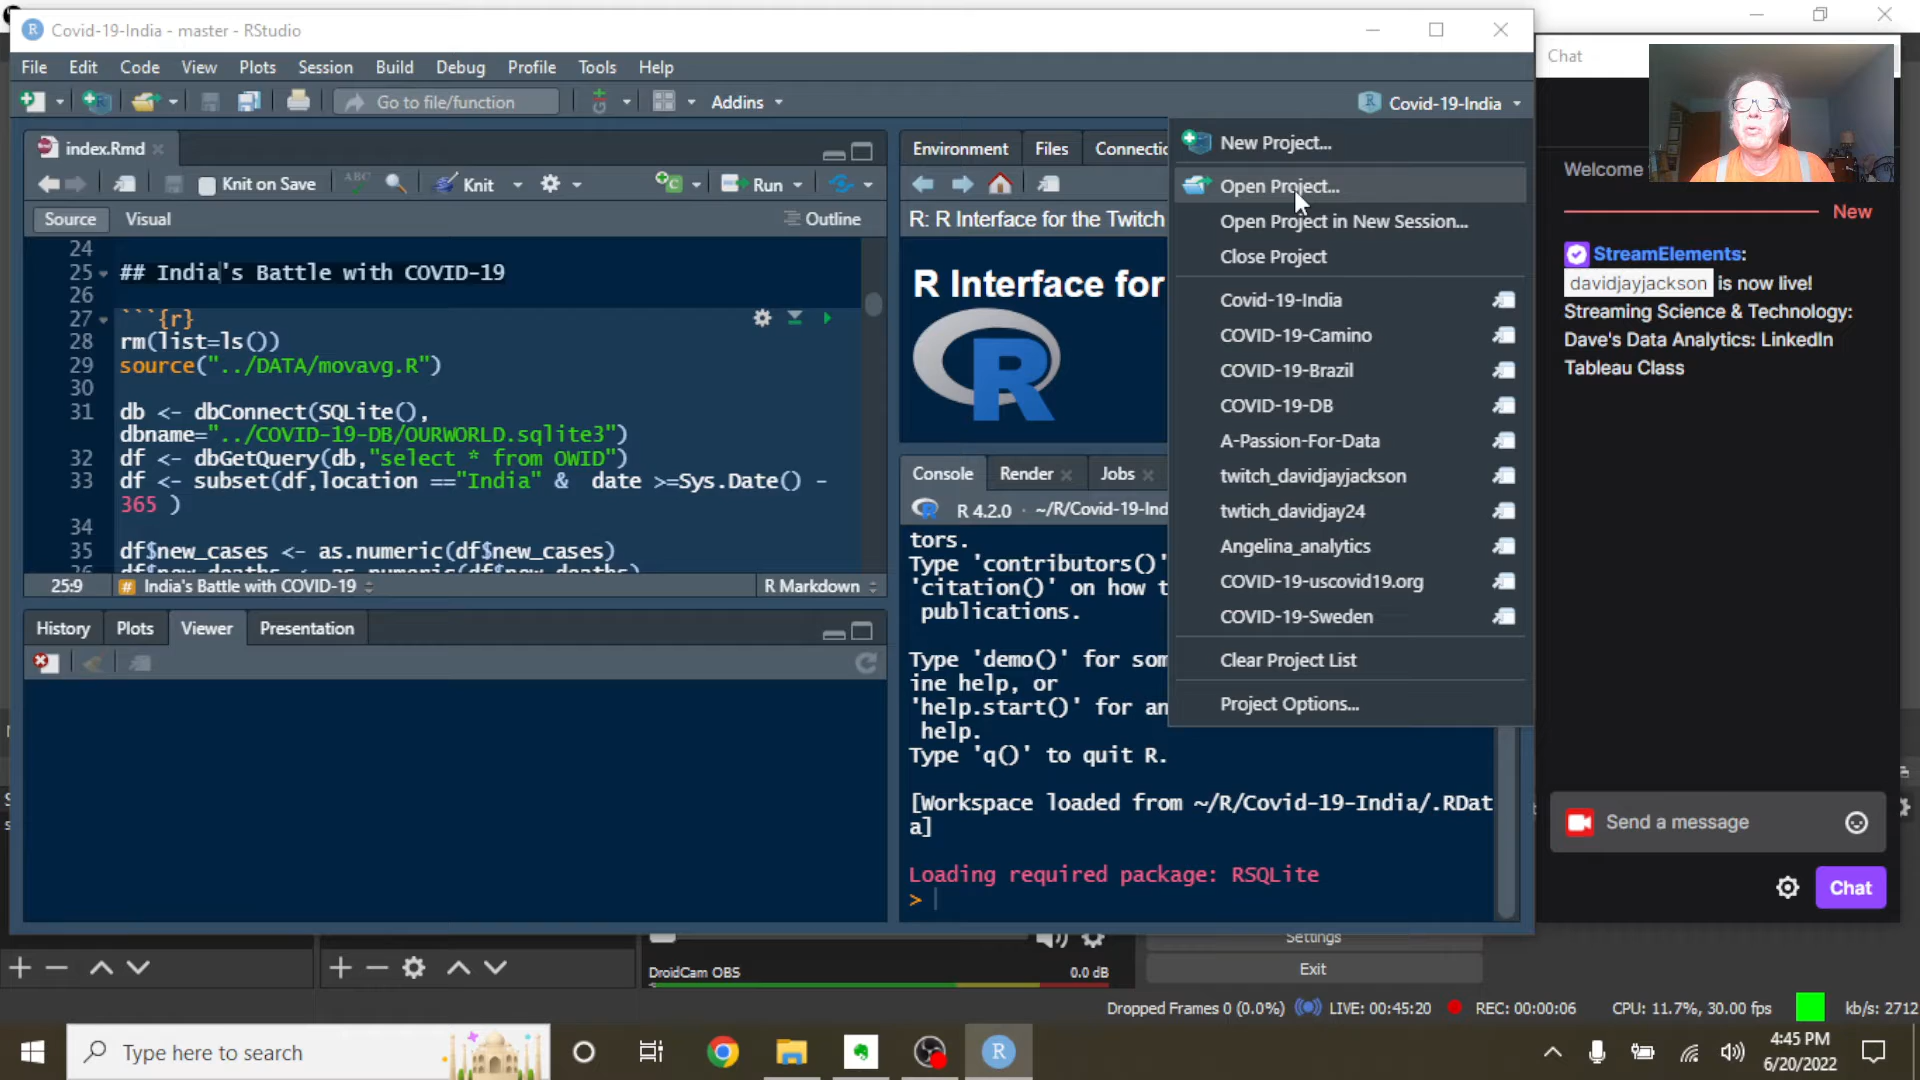 Covid-19-India - master - RStudio
File Edit Code View Plots Session Build Debug Profile Tools Help
Go to file/function Addins Covid-19-India
index.Rmd
Knit on Save Knit Run
Source Visual Outline
24
25 ## India's Battle with COVID-19
26
27 ```{r}
28 rm(list=ls())
29 source("../DATA/movavg.R")
30
31 db <- dbConnect(SQLite(),
dbname="../COVID-19-DB/OURWORLD.sqlite3")
32 df <- dbGetQuery(db,"select * from OWID")
33 df <- subset(df,location =="India" & date >=Sys.Date() -
365 )
34
35 df$new_cases <- as.numeric(df$new_cases)
36 df$new_deaths <- as.numeric(df$new_deaths)
25:9 India's Battle with COVID-19 R Markdown
History Plots Viewer Presentation
Environment Files Connectio
R: R Interface for the Twitch
R Interface for
R
Console Render Jobs
R 4.2.0 · ~/R/Covid-19-Ind
tors.
Type 'contributors()'
'citation()' on how t
publications.
Type 'demo()' for som
ine help, or
'help.start()' for an
help.
Type 'q()' to quit R.
[Workspace loaded from ~/R/Covid-19-India/.RDat
a]
Loading required package: RSQLite
>
New Project...
Open Project...
Open Project in New Session...
Close Project
Covid-19-India
COVID-19-Camino
COVID-19-Brazil
COVID-19-DB
A-Passion-For-Data
twitch_davidjayjackson
twtich_davidjay24
Angelina_analytics
COVID-19-uscovid19.org
COVID-19-Sweden
Clear Project List
Project Options...
Chat
Welcome
New
StreamElements:
davidjayjackson is now live!
Streaming Science & Technology:
Dave's Data Analytics: LinkedIn
Tableau Class
Send a message
Chat
Settings
Exit
DroidCam OBS 0.0 dB
Dropped Frames 0 (0.0%) LIVE: 00:45:20 REC: 00:00:06 CPU: 11.7%, 30.00 fps kb/s: 2712
Type here to search
4:45 PM
6/20/2022